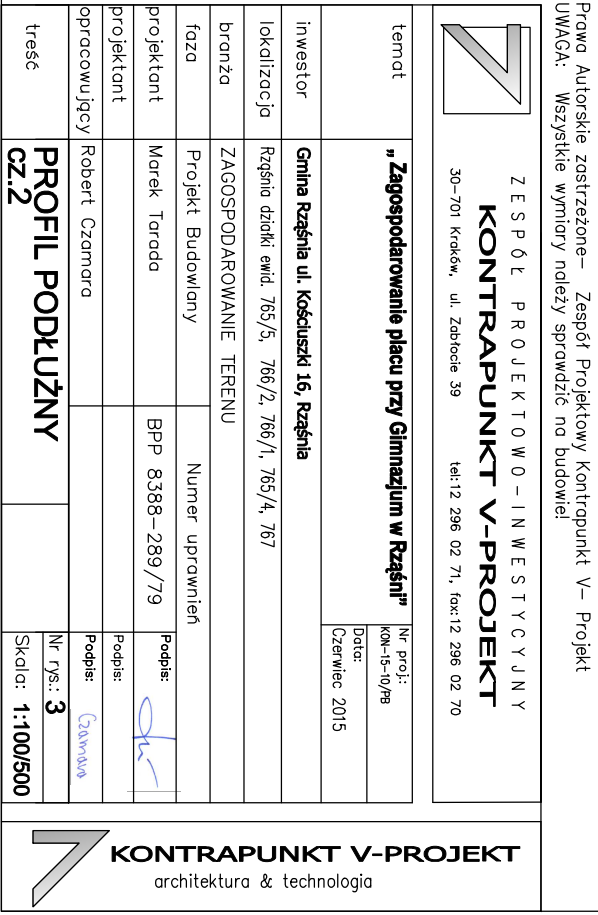 Prawa Autorskie zastrzeżone– Zespół Projektowy Kontrapunkt V– Projekt
UWAGA: Wszystkie wymiary należy sprawdzić na budowie!
ZESPÓŁ PROJEKTOWO–INWESTYCYJNY
KONTRAPUNKT V-PROJEKT
30–701 Kraków, ul. Zabłocie 39 tel:12 296 02 71, fax:12 296 02 70
temat
„ Zagospodarowanie placu przy Gimnazjum w Rząśni”
Nr proj.:
KON-15-10/PB
Data:
Czerwiec 2015
inwestor Gmina Rząśnia ul. Kościuszki 16, Rząśnia
lokalizacja Rząśnia działki ewid. 765/5, 766/2, 766/1, 765/4, 767
branża ZAGOSPODAROWANIE TERENU
faza Projekt Budowlany Numer uprawnień
projektant Marek Tarada BPP 8388–289/79 Podpis:
projektant Podpis:
opracowujący Robert Czamara Podpis: Czamara
treść
PROFIL PODŁUŻNY
cz.2
Nr rys.: 3
Skala: 1:100/500
KONTRAPUNKT V-PROJEKT
architektura & technologia